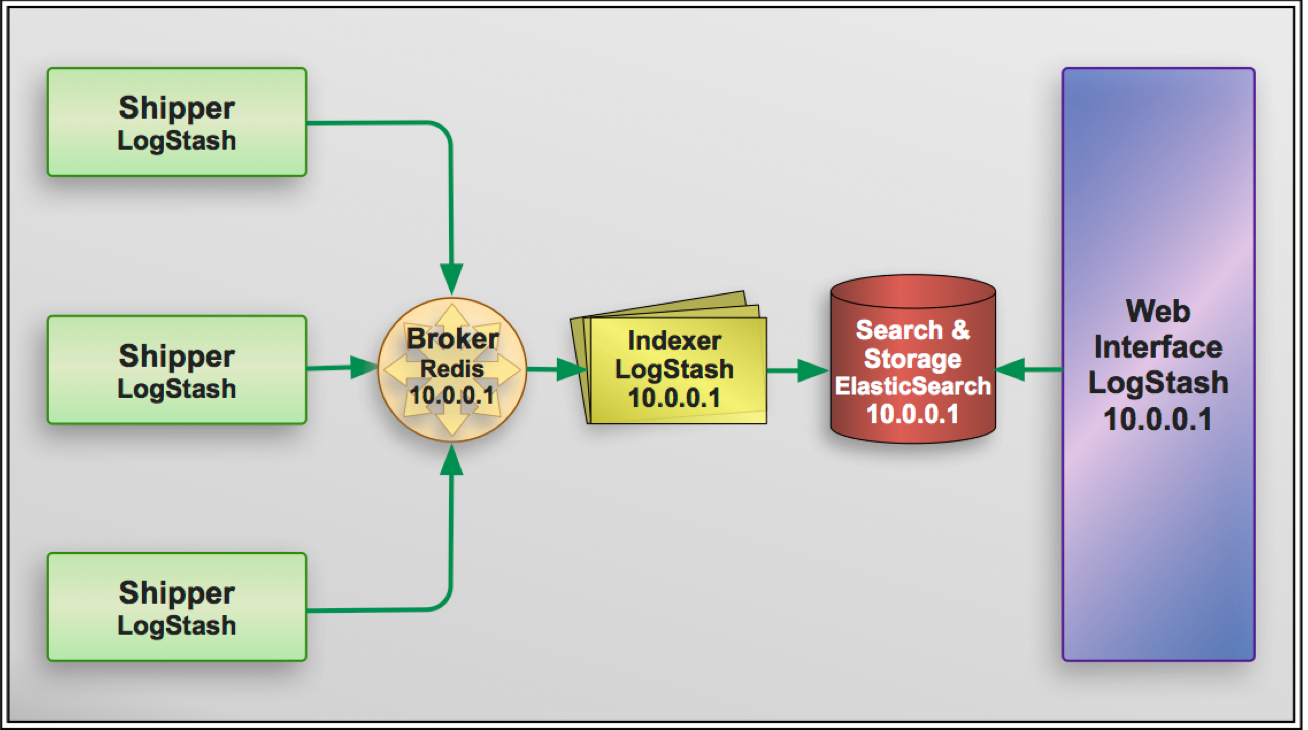 Shipper
LogStash
Shipper
LogStash
Shipper
LogStash
Broker
Redis
10.0.0.1
Indexer
LogStash
10.0.0.1
Search &
Storage
ElasticSearch
10.0.0.1
Web
Interface
LogStash
10.0.0.1